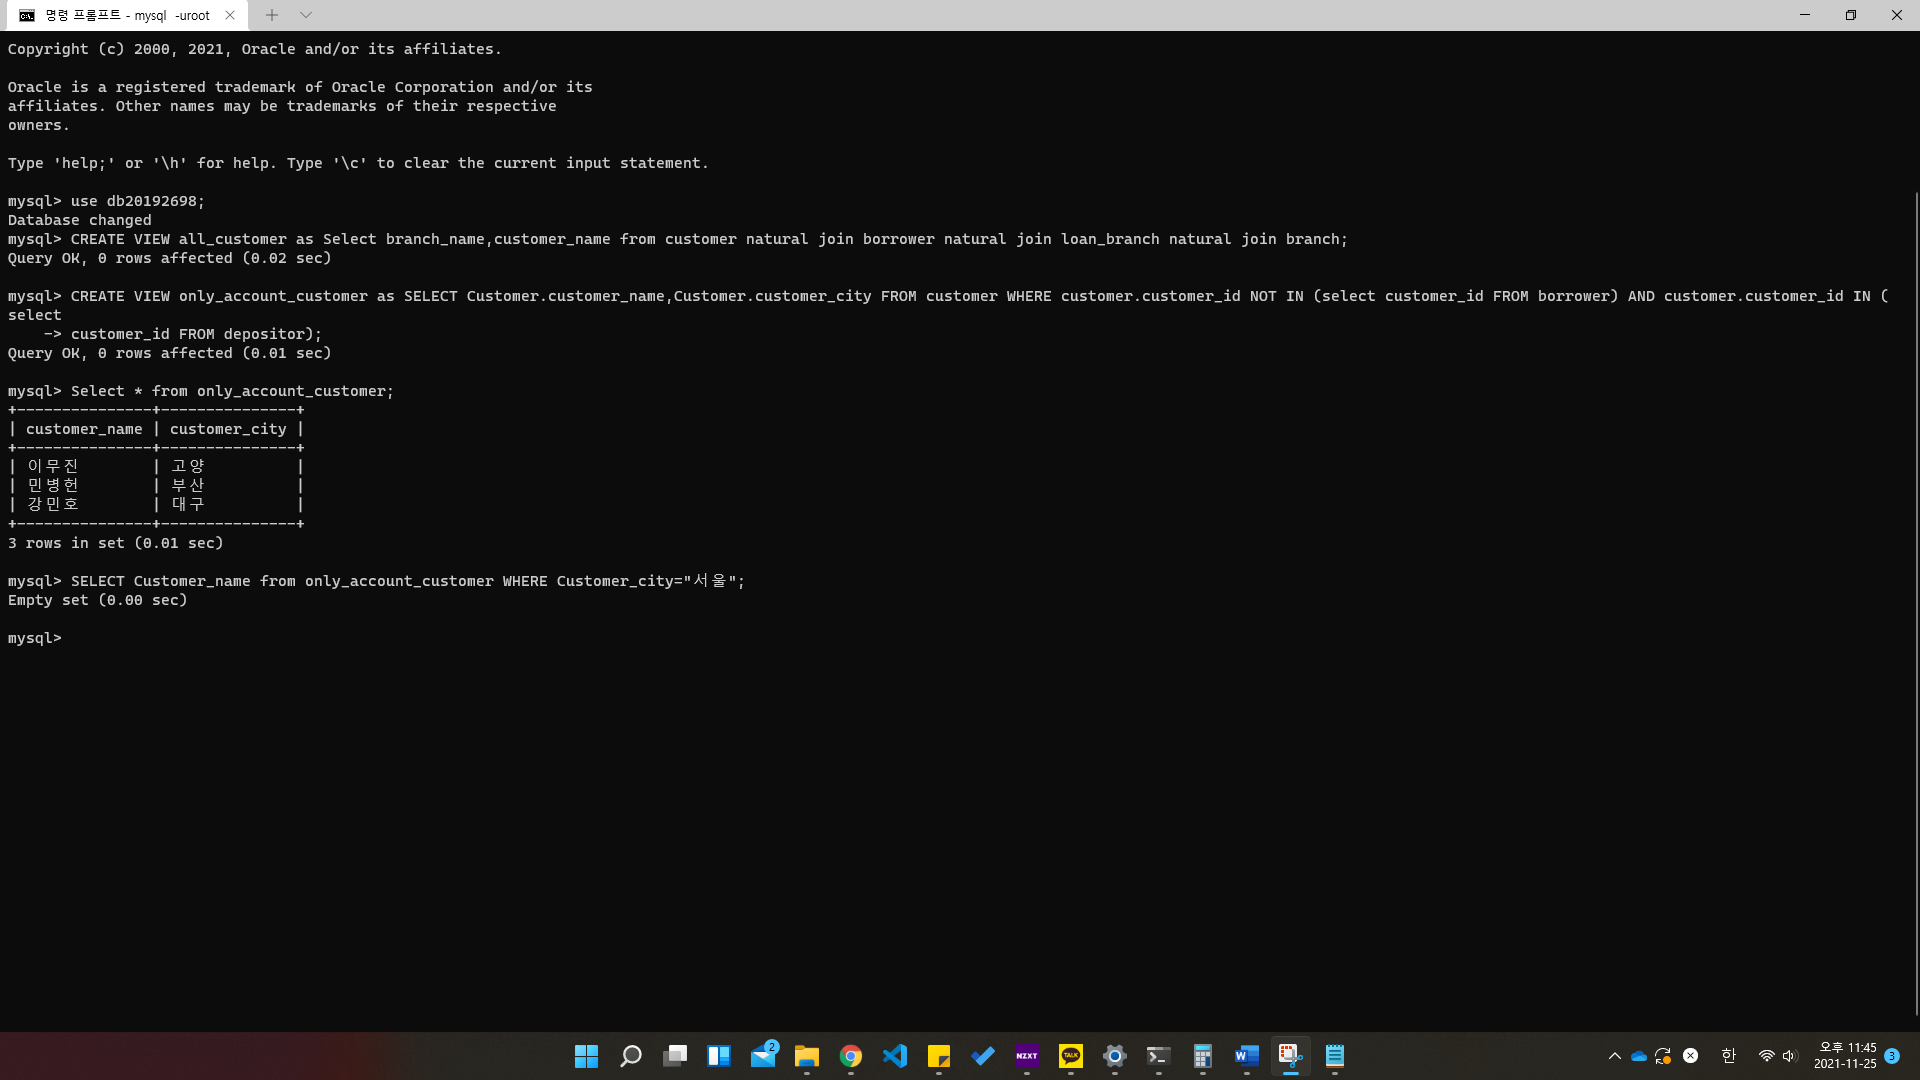 명령 프롬프트 - mysql  -uroot
Copyright (c) 2000, 2021, Oracle and/or its affiliates.
Oracle is a registered trademark of Oracle Corporation and/or its
affiliates. Other names may be trademarks of their respective
owners.
Type 'help;' or '\h' for help. Type '\c' to clear the current input statement.
mysql> use db20192698;
Database changed
mysql> CREATE VIEW all_customer as Select branch_name,customer_name from customer natural join borrower natural join loan_branch natural join branch;
Query OK, 0 rows affected (0.02 sec)
mysql> CREATE VIEW only_account_customer as SELECT Customer.customer_name,Customer.customer_city FROM customer WHERE customer.customer_id NOT IN (select customer_id FROM borrower) AND customer.customer_id IN (
select
    -> customer_id FROM depositor);
Query OK, 0 rows affected (0.01 sec)
mysql> Select * from only_account_customer;
+---------------+---------------+
| customer_name | customer_city |
+---------------+---------------+
| 이무진 | 고양 |
| 민병헌 | 부산 |
| 강민호 | 대구 |
+---------------+---------------+
3 rows in set (0.01 sec)
mysql> SELECT Customer_name from only_account_customer WHERE Customer_city="서울";
Empty set (0.00 sec)
mysql>
2
NZXT
TALK
W
한
오후 11:45
2021-11-25
3